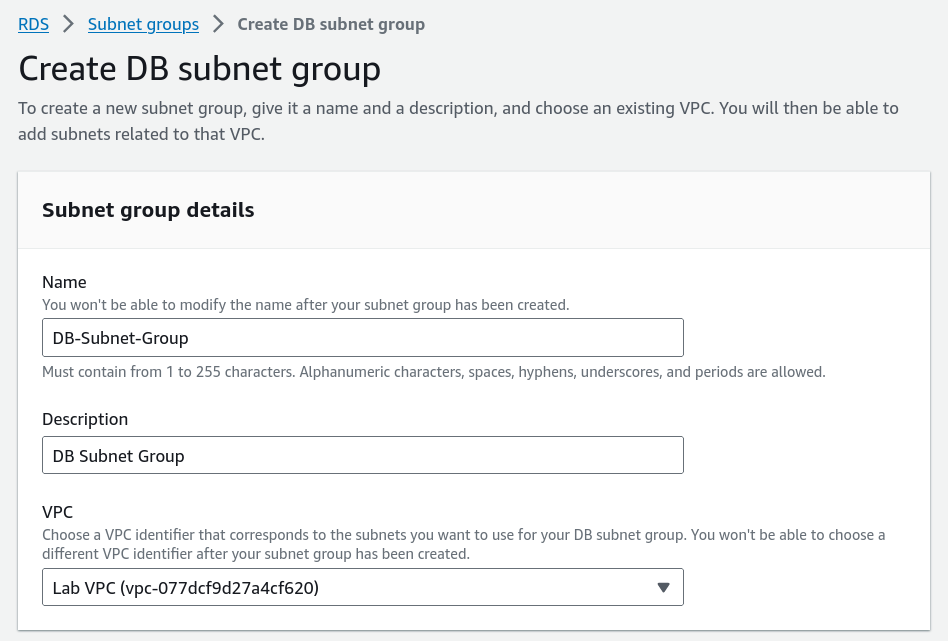 RDS > Subnet groups > Create DB subnet group
Create DB subnet group
To create a new subnet group, give it a name and a description, and choose an existing VPC. You will then be able to
add subnets related to that VPC.
Subnet group details
Name
You won't be able to modify the name after your subnet group has been created.
DB-Subnet-Group
Must contain from 1 to 255 characters. Alphanumeric characters, spaces, hyphens, underscores, and periods are allowed.
Description
DB Subnet Group
VPC
Choose a VPC identifier that corresponds to the subnets you want to use for your DB subnet group. You won't be able to choose a
different VPC identifier after your subnet group has been created.
Lab VPC (vpc-077dcf9d27a4cf620)